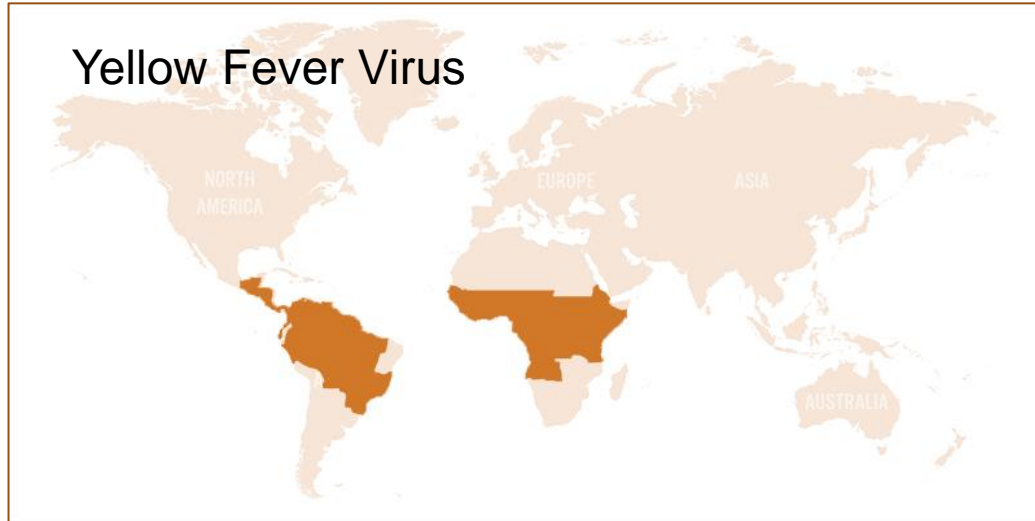 Yellow Fever Virus
NORTH
AMERICA
EUROPE
ASIA
AUSTRALIA